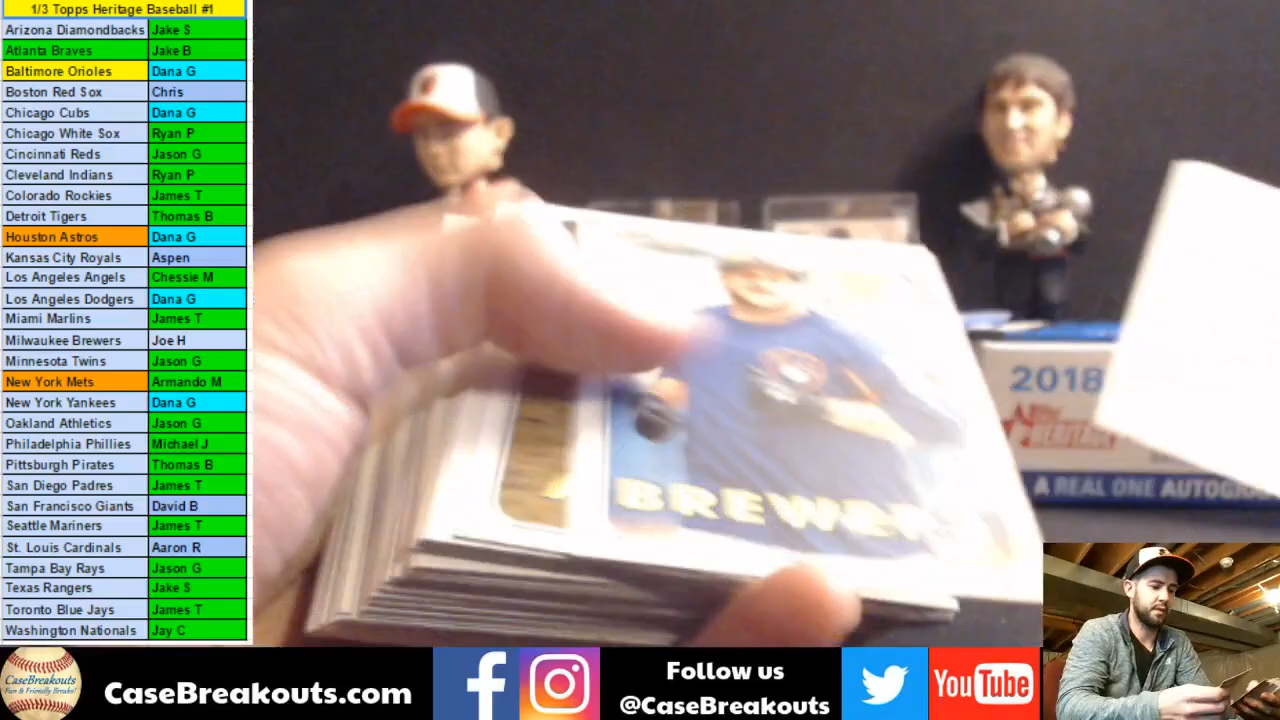 1/3 Topps Heritage Baseball #1
Arizona Diamondbacks Jake S
Atlanta Braves Jake B
Baltimore Orioles Dana G
Boston Red Sox Chris
Chicago Cubs Dana G
Chicago White Sox Ryan P
Cincinnati Reds Jason G
Cleveland Indians Ryan P
Colorado Rockies James T
Detroit Tigers Thomas B
Houston Astros Dana G
Kansas City Royals Aspen
Los Angeles Angels Chessie M
Los Angeles Dodgers Dana G
Miami Marlins James T
Milwaukee Brewers Joe H
Minnesota Twins Jason G
New York Mets Armando M
New York Yankees Dana G
Oakland Athletics Jason G
Philadelphia Phillies Michael J
Pittsburgh Pirates Thomas B
San Diego Padres James T
San Francisco Giants David B
Seattle Mariners James T
St. Louis Cardinals Aaron R
Tampa Bay Rays Jason G
Texas Rangers Jake S
Toronto Blue Jays James T
Washington Nationals Jay C
BREWERS
2018
HERITAGE
A REAL ONE AUTOGR
CaseBreakouts
Fun & Friendly Breaks!
CaseBreakouts.com
Follow us
@CaseBreakouts
YouTube